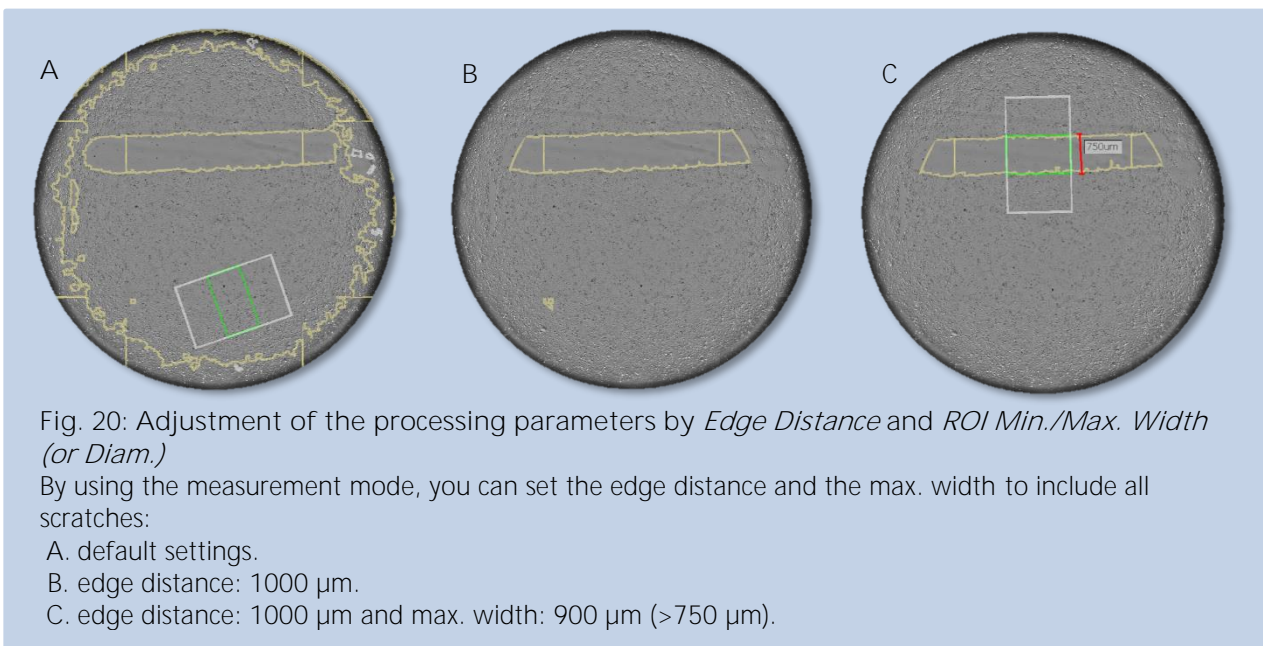 A
B
C
750um
Fig. 20: Adjustment of the processing parameters by Edge Distance and ROI Min./Max. Width
(or Diam.)
By using the measurement mode, you can set the edge distance and the max. width to include all
scratches:
A. default settings.
B. edge distance: 1000 µm.
C. edge distance: 1000 µm and max. width: 900 µm (>750 µm).